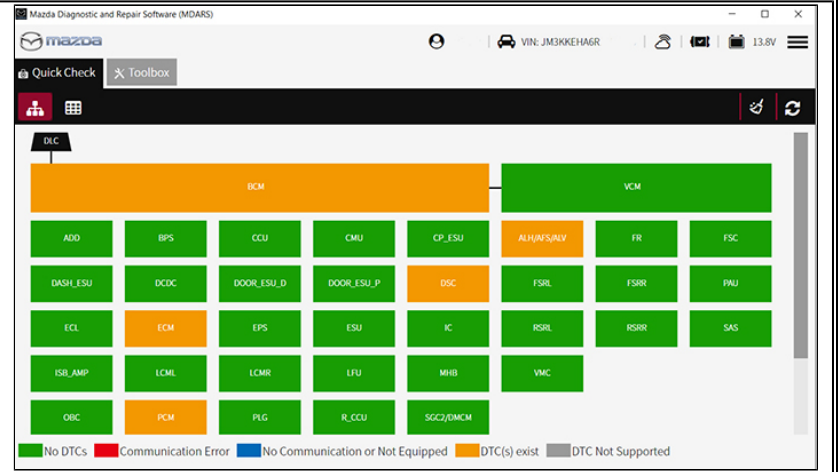 Mazda Diagnostic and Repair Software (MDARS)
mazda VIN: JM3KKEHA6R 13.8V
Quick Check Toolbox
DLC
BCM VCM
ADD BPS CCU CMU CP_ESU ALH/AFS/ALV FR FSC
DASH_ESU DCDC DOOR_ESU_D DOOR_ESU_P DSC FSRL FSRR PAU
ECL ECM EPS ESU IC RSRL RSRR SAS
ISB_AMP LCML LCMR LFU MHB VMC
OBC PCM PLG R_CCU SGC2/DMCM
No DTCs Communication Error No Communication or Not Equipped DTC(s) exist DTC Not Supported